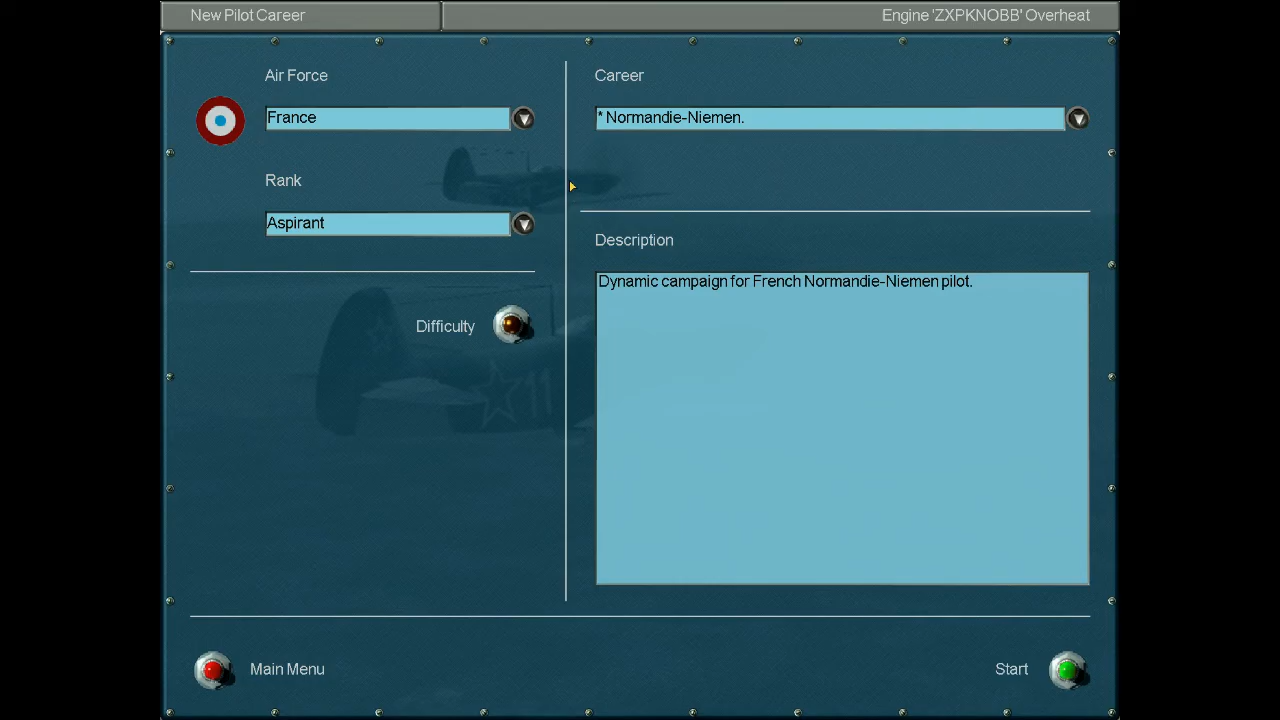 New Pilot Career
Engine 'ZXPKNOBB' Overheat
Air Force
France
Rank
Aspirant
Difficulty
Career
* Normandie-Niemen.
Description
Dynamic campaign for French Normandie-Niemen pilot.
11
Main Menu
Start